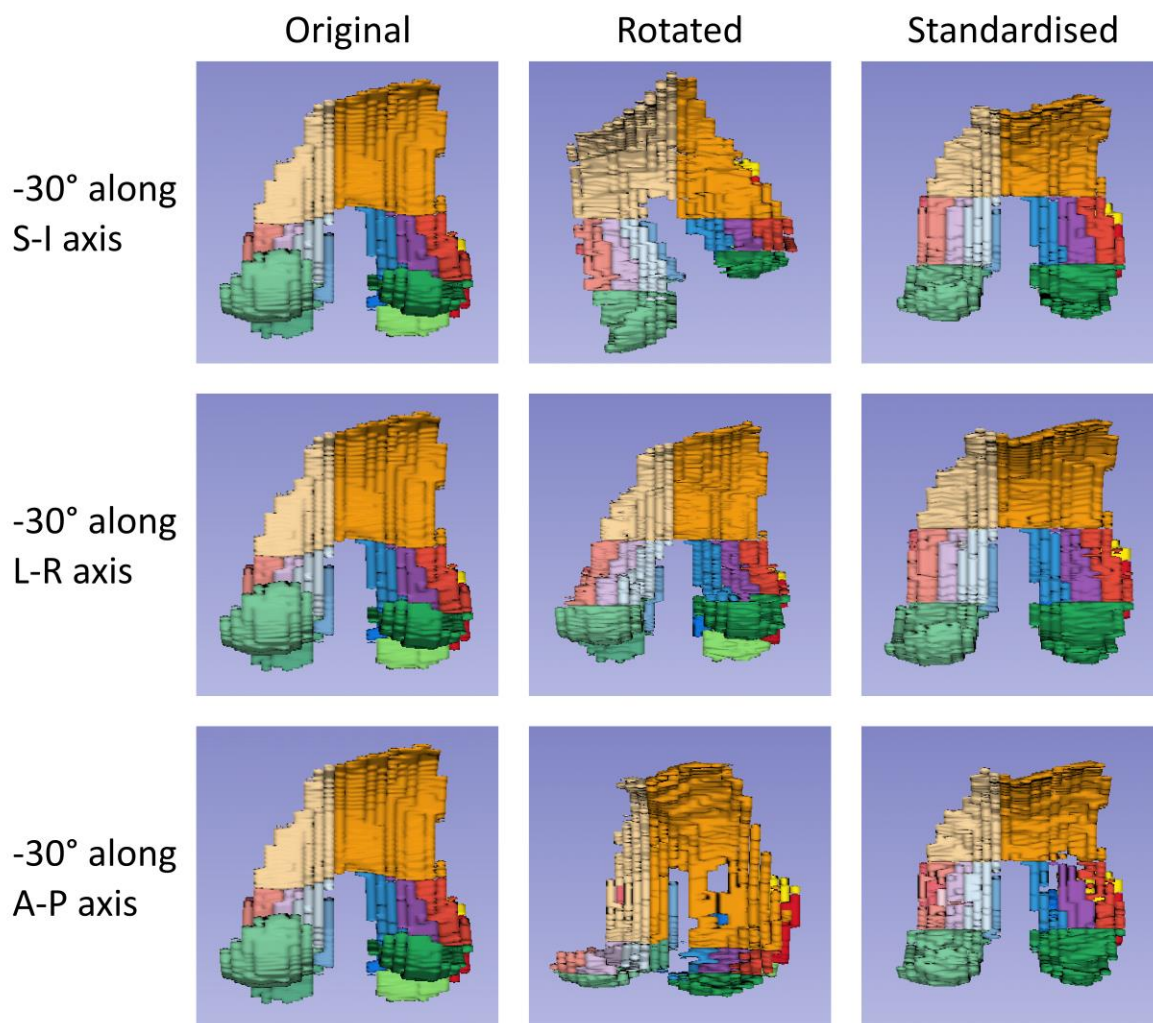 Original Rotated Standardised
-30° along
S-I axis
-30° along
L-R axis
-30° along
A-P axis